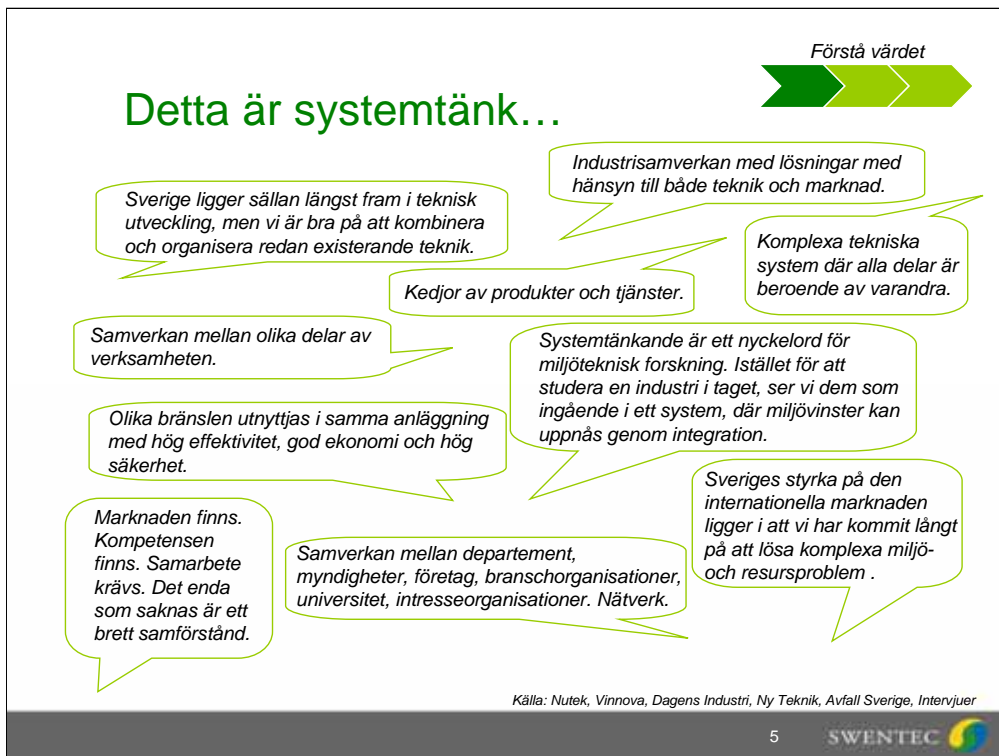 Förstå värdet
Detta är systemtänk…
Industrisamverkan med lösningar med
hänsyn till både teknik och marknad.
Sverige ligger sällan längst fram i teknisk
utveckling, men vi är bra på att kombinera
och organisera redan existerande teknik.
Komplexa tekniska
system där alla delar är
beroende av varandra.
Kedjor av produkter och tjänster.
Samverkan mellan olika delar av
verksamheten.
Systemtänkande är ett nyckelord för
miljöteknisk forskning. Istället för att
studera en industri i taget, ser vi dem som
ingående i ett system, där miljövinster kan
uppnås genom integration.
Olika bränslen utnyttjas i samma anläggning
med hög effektivitet, god ekonomi och hög
säkerhet.
Sveriges styrka på den
internationella marknaden
ligger i att vi har kommit långt
på att lösa komplexa miljö-
och resursproblem .
Marknaden finns.
Kompetensen
finns. Samarbete
krävs. Det enda
som saknas är ett
brett samförstånd.
Samverkan mellan departement,
myndigheter, företag, branschorganisationer,
universitet, intresseorganisationer. Nätverk.
Källa: Nutek, Vinnova, Dagens Industri, Ny Teknik, Avfall Sverige, Intervjuer
5
SWENTEC